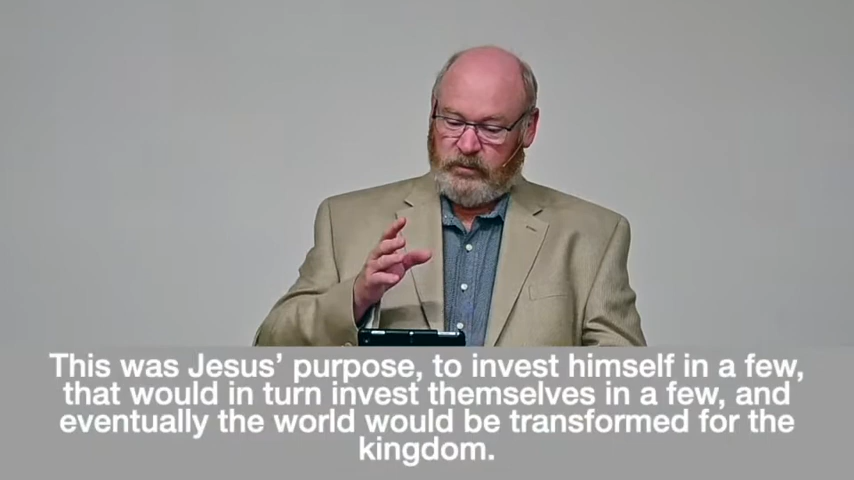 This was Jesus’ purpose, to invest himself in a few,
that would in turn invest themselves in a few, and
eventually the world would be transformed for the
kingdom.